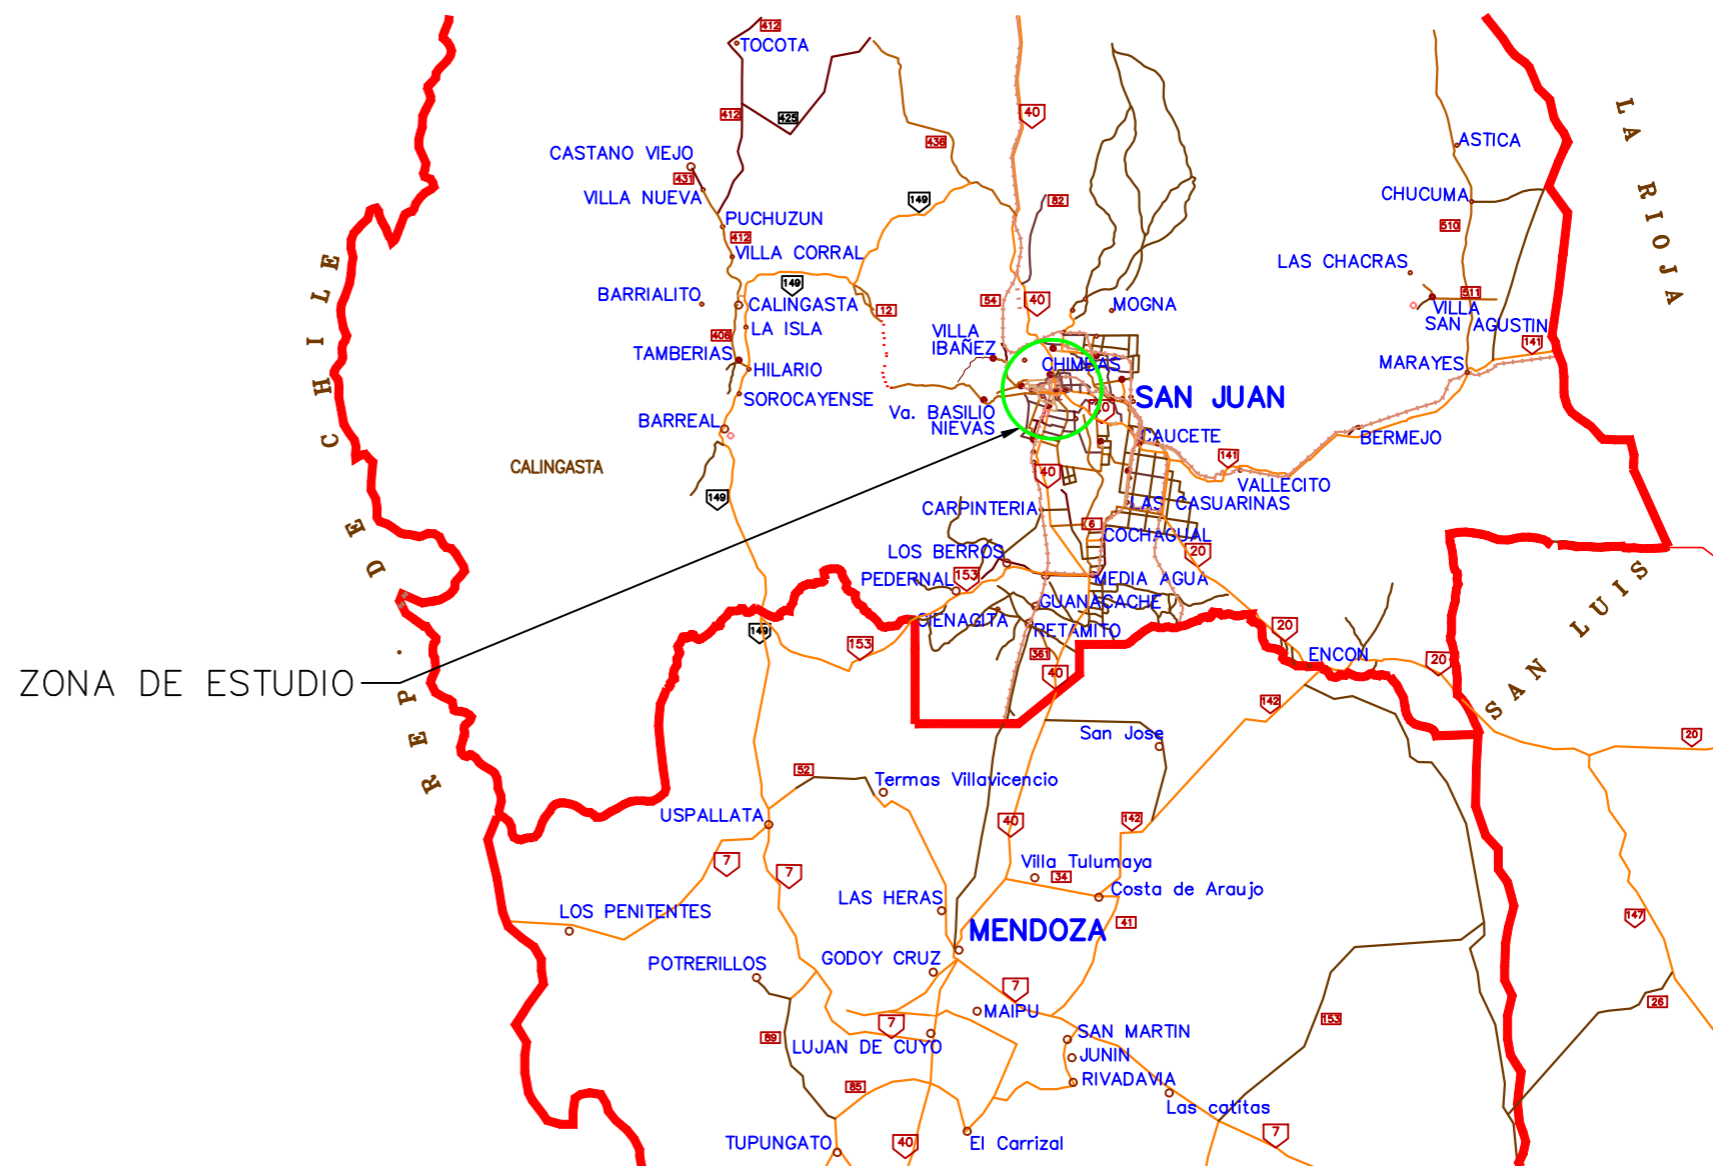 412
TOCOTA
412
425
436
40
CASTANO VIEJO
431
VILLA NUEVA
PUCHUZUN
412
VILLA CORRAL
149
82
ASTICA
CHUCUMA
510
LAS CHACRAS
511
VILLA
SAN AGUSTIN
141
MARAYES
LA RIOJA
BARRIALITO
149
CALINGASTA
LA ISLA
406
TAMBERIAS
HILARIO
SOROCAYENSE
BARREAL
12
54
40
MOGNA
VILLA
IBAÑEZ
CHIMBAS
SAN JUAN
Va. BASILIO
NIEVAS
20
CAUCETE
141
BERMEJO
VALLECITO
CALINGASTA
149
40
CARPINTERIA
LAS CASUARINAS
6
COCHAGUAL
20
LOS BERROS
PEDERNAL
153
MEDIA AGUA
GUANACACHE
CIENAGITA
RETAMITO
149
153
361
40
20
ENCON
20
142
SAN LUIS
20
REP. DE CHILE
ZONA DE ESTUDIO
San Jose
52
Termas Villavicencio
USPALLATA
7
7
40
142
Villa Tulumaya
34
Costa de Araujo
LAS HERAS
41
LOS PENITENTES
MENDOZA
147
POTRERILLOS
GODOY CRUZ
7
MAIPU
26
153
7
89
LUJAN DE CUYO
SAN MARTIN
JUNIN
RIVADAVIA
85
Las catitas
TUPUNGATO
40
El Carrizal
7
149